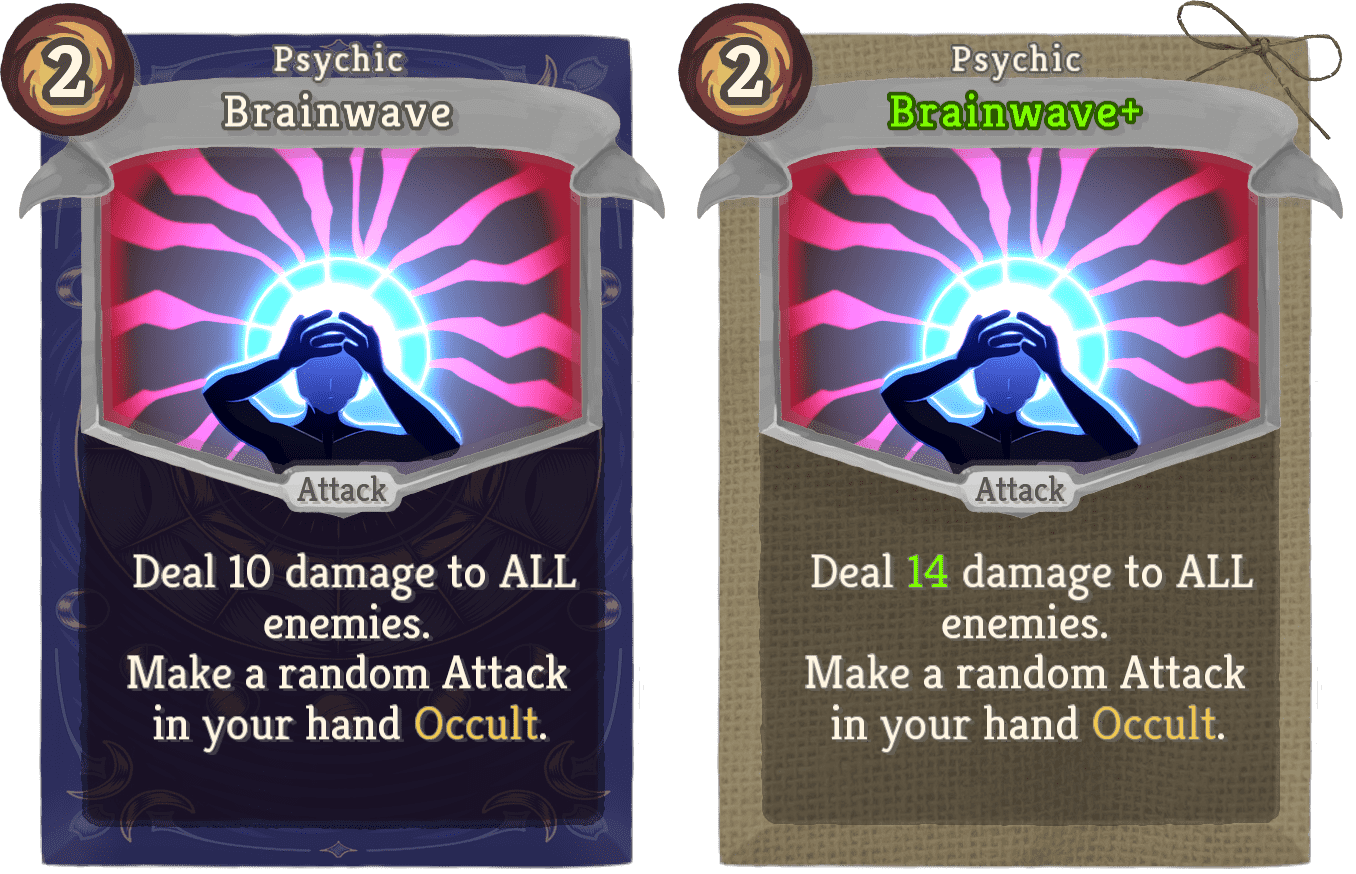 2
Psychic
Brainwave
Attack
Deal 10 damage to ALL
enemies.
Make a random Attack
in your hand Occult.
2
Psychic
Brainwave+
Attack
Deal 14 damage to ALL
enemies.
Make a random Attack
in your hand Occult.